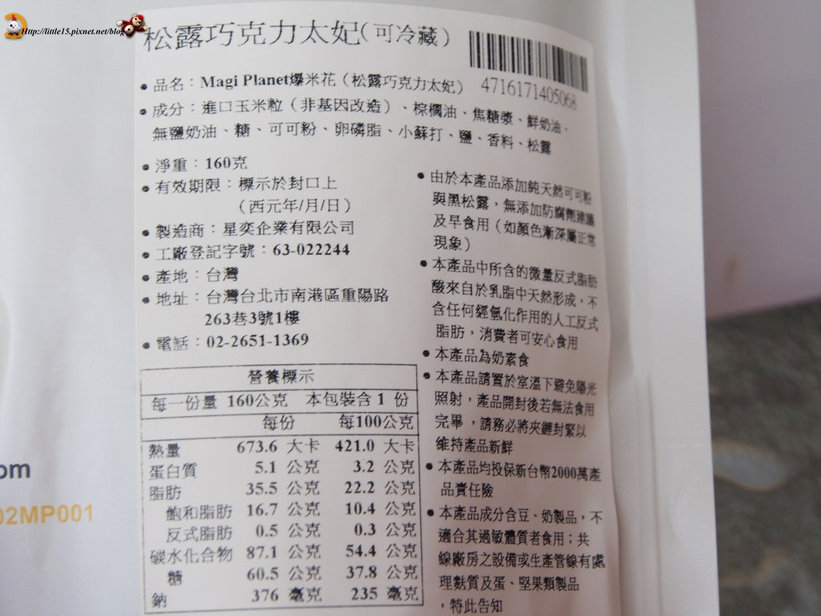 Http://little15.pixnet.net/blog
松露巧克力太妃(可冷藏)
4716171405068
• 品名：Magi Planet爆米花（松露巧克力太妃）
• 成分：進口玉米粒（非基因改造）、棕櫚油、焦糖漿、鮮奶油、
無鹽奶油、糖、可可粉、卵磷脂、小蘇打、鹽、香料、松露
• 淨重：160克
• 有效期限：標示於封口上
（西元年/月/日）
• 製造商：星奕企業有限公司
• 工廠登記字號：63-022244
• 產地：台灣
• 地址：台灣台北市南港區重陽路
263巷3號1樓
• 電話：02-2651-1369
營養標示
每一份量 160公克 本包裝含 1 份
每份 每100公克
熱量 673.6 大卡 421.0 大卡
蛋白質 5.1 公克 3.2 公克
脂肪 35.5 公克 22.2 公克
飽和脂肪 16.7 公克 10.4 公克
反式脂肪 0.5 公克 0.3 公克
碳水化合物 87.1 公克 54.4 公克
糖 60.5 公克 37.8 公克
鈉 376 毫克 235 毫克
• 由於本產品添加純天然可可粉
與黑松露，無添加防腐劑建議
及早食用（如顏色漸深屬正常
現象）
• 本產品中所含的微量反式脂肪
酸來自於乳脂中天然形成，不
含任何經氫化作用的人工反式
脂肪，消費者可安心食用
• 本產品為奶素食
• 本產品請置於室溫下避免陽光
照射，產品開封後若無法食用
完畢，請務必將夾鏈封緊以
維持產品新鮮
• 本產品均投保新台幣2000萬產
品責任險
• 本產品成分含豆、奶製品，不
適合其過敏體質者食用；共
線廠房之設備或生產管線有處
理麩質及蛋、堅果類製品
，特此告知
om
02MP001